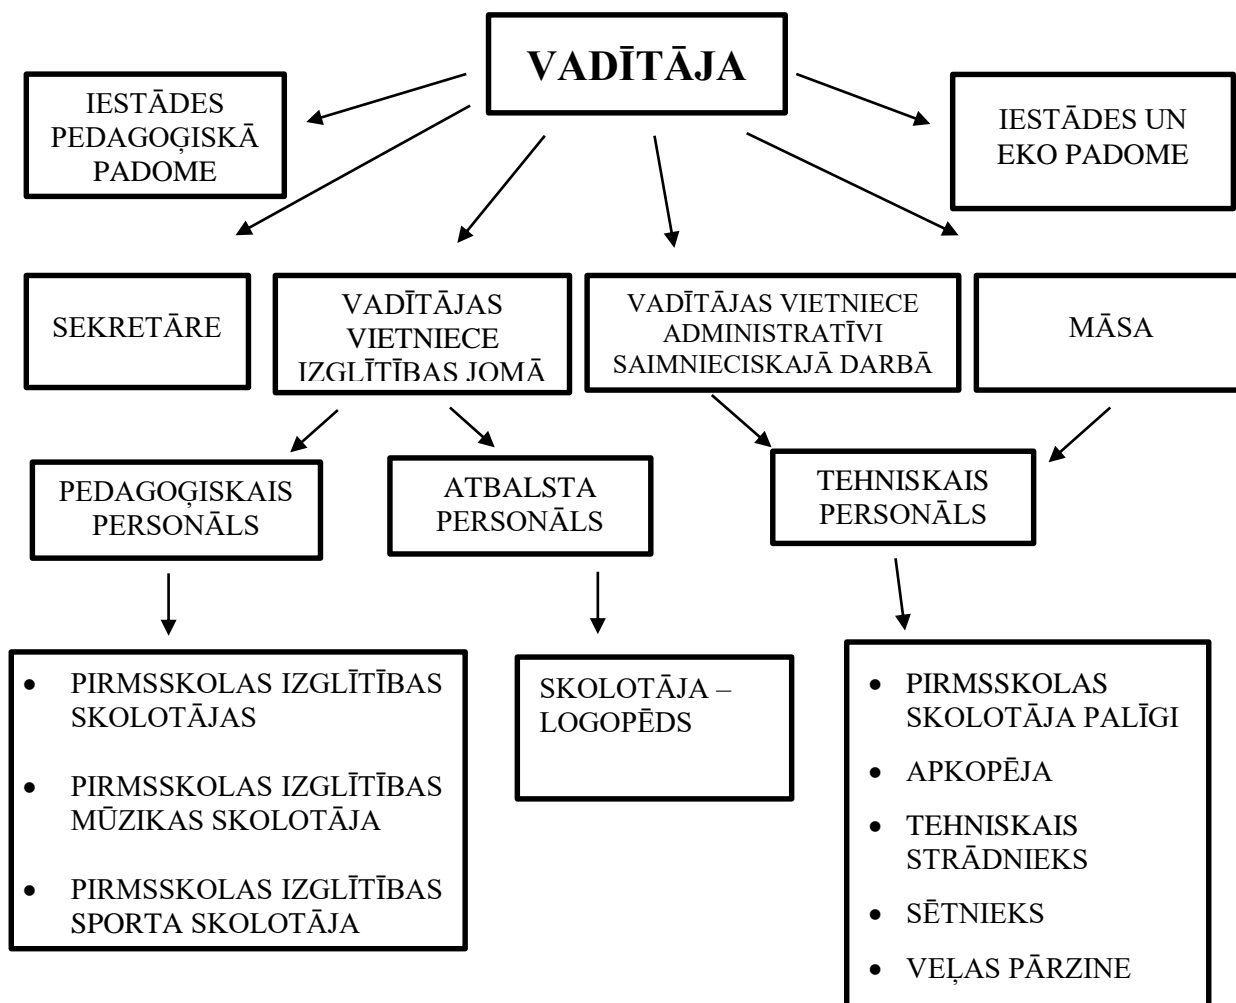 VADĪTĀJA
IESTĀDES
PEDAGOĢISKĀ
PADOME
IESTĀDES UN
EKO PADOME
SEKRETĀRE
VADĪTĀJAS
VIETNIECE
IZGLĪTĪBAS JOMĀ
VADĪTĀJAS VIETNIECE
ADMINISTRATĪVI
SAIMNIECISKAJĀ DARBĀ
MĀSA
PEDAGOĢISKAIS
PERSONĀLS
ATBALSTA
PERSONĀLS
TEHNISKAIS
PERSONĀLS
• PIRMSSKOLAS IZGLĪTĪBAS
SKOLOTĀJAS
• PIRMSSKOLAS IZGLĪTĪBAS
MŪZIKAS SKOLOTĀJA
• PIRMSSKOLAS IZGLĪTĪBAS
SPORTA SKOLOTĀJA
SKOLOTĀJA –
LOGOPĒDS
• PIRMSSKOLAS
SKOLOTĀJA PALĪGI
• APKOPĒJA
• TEHNISKAIS
STRĀDNIEKS
• SĒTNIEKS
• VEĻAS PĀRZINE